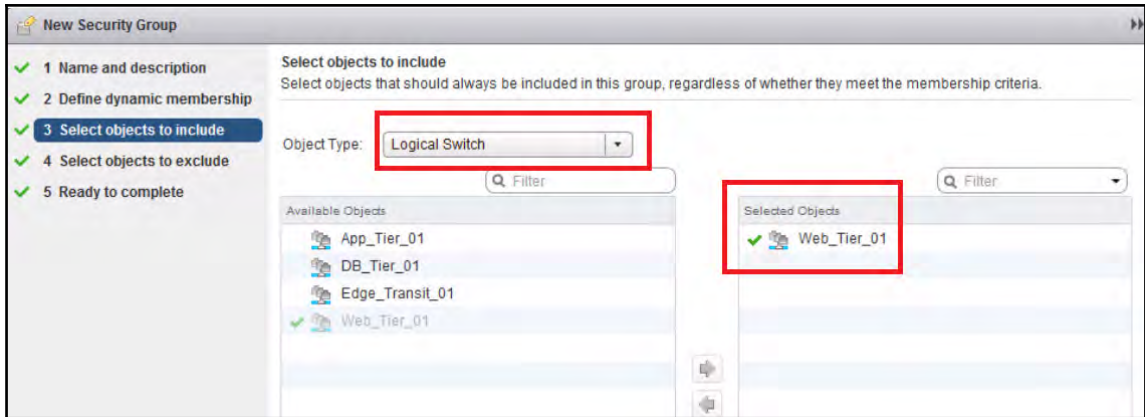 New Security Group
1 Name and description
2 Define dynamic membership
3 Select objects to include
4 Select objects to exclude
5 Ready to complete
Select objects to include
Select objects that should always be included in this group, regardless of whether they meet the membership criteria.
Object Type: Logical Switch
Filter
Filter
Available Objects
App_Tier_01
DB_Tier_01
Edge_Transit_01
Web_Tier_01
Selected Objects
Web_Tier_01